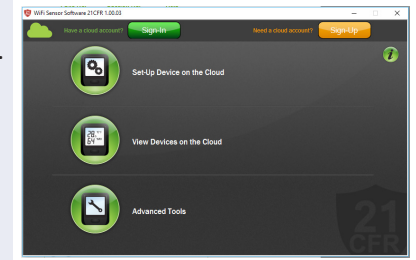 WiFi Sensor Software 21CFR 1.00.03
Have a cloud account? Sign-In Need a cloud account? Sign-Up
i
Set-Up Device on the Cloud
View Devices on the Cloud
Advanced Tools
21
CFR